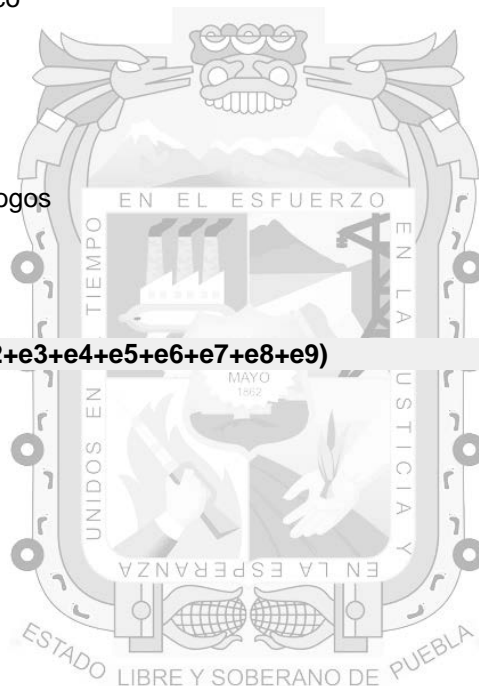 co
EN EL ESFUERZO
ogos
UNIDOS EN TIEMPO
EN LA JUSTICIA Y
2+e3+e4+e5+e6+e7+e8+e9)
MAYO
1862
EN LA ESPERANZA
ESTADO LIBRE Y SOBERANO DE PUEBLA